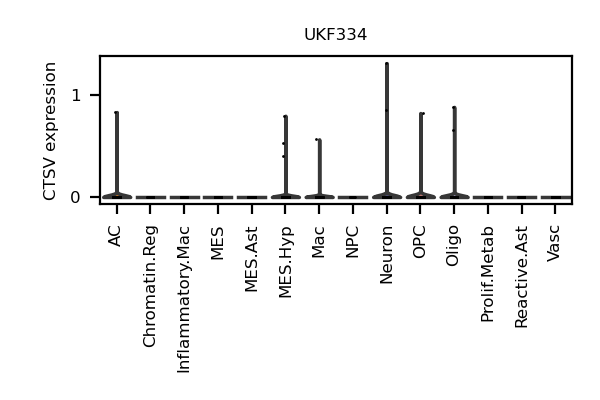 UKF334
CTSV expression
1
0
AC
Chromatin.Reg
Inflammatory.Mac
MES
MES.Ast
MES.Hyp
Mac
NPC
Neuron
OPC
Oligo
Prolif.Metab
Reactive.Ast
Vasc